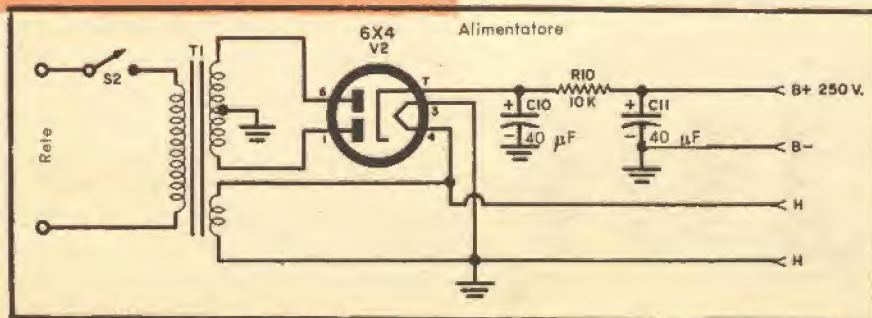 Alimentatore
6X4
V2
T1
S2
Rete
6
1
7
3
4
R10
10K
+ C10
-
40 µF
+ C11
-
40 µF
B+ 250 V.
B-
H
H